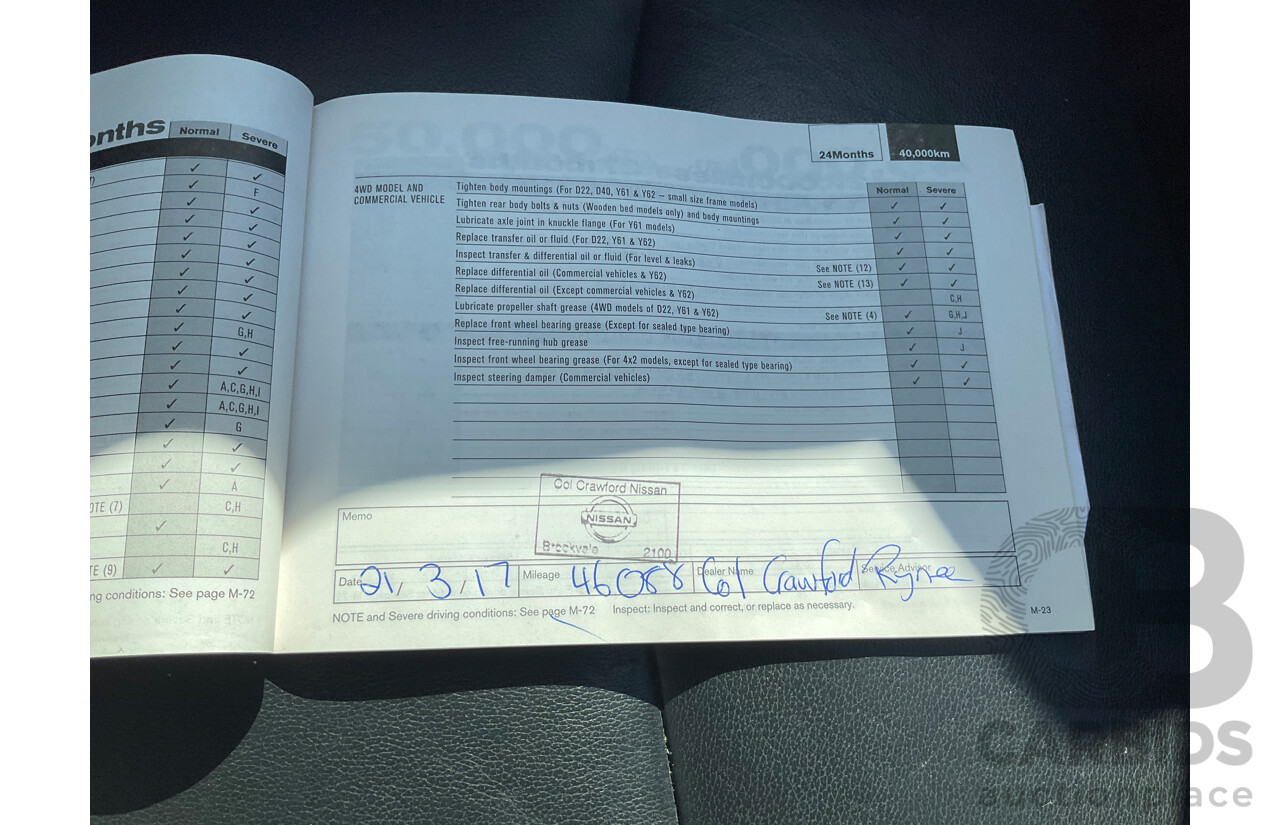 onths Normal Severe
F
G,H
A,C,G,H,I
A,C,G,H,I
G
A
OTE (7) C,H
C,H
TE (9)
ng conditions: See page M-72
24Months 40,000km
4WD MODEL AND
COMMERCIAL VEHICLE
Normal Severe
Tighten body mountings (For D22, D40, Y61 & Y62 – small size frame models)
Tighten rear body bolts & nuts (Wooden bed models only) and body mountings
Lubricate axle joint in knuckle flange (For Y61 models)
Replace transfer oil or fluid (For D22, Y61 & Y62)
Inspect transfer & differential oil or fluid (For level & leaks)
Replace differential oil (Commercial vehicles & Y62) See NOTE (12)
Replace differential oil (Except commercial vehicles & Y62) See NOTE (13)
Lubricate propeller shaft grease (4WD models of D22, Y61 & Y62) C,H
Replace front wheel bearing grease (Except for sealed type bearing) See NOTE (4) G,H,J
Inspect free-running hub grease J
Inspect front wheel bearing grease (For 4x2 models, except for sealed type bearing) J
Inspect steering damper (Commercial vehicles)
Memo
Col Crawford Nissan
NISSAN
Brookvale 2100
Date 21/3/17 Mileage 46088 Dealer Name Col Crawford Service Advisor
NOTE and Severe driving conditions: See page M-72 Inspect: Inspect and correct, or replace as necessary.
M-23
auctionplace